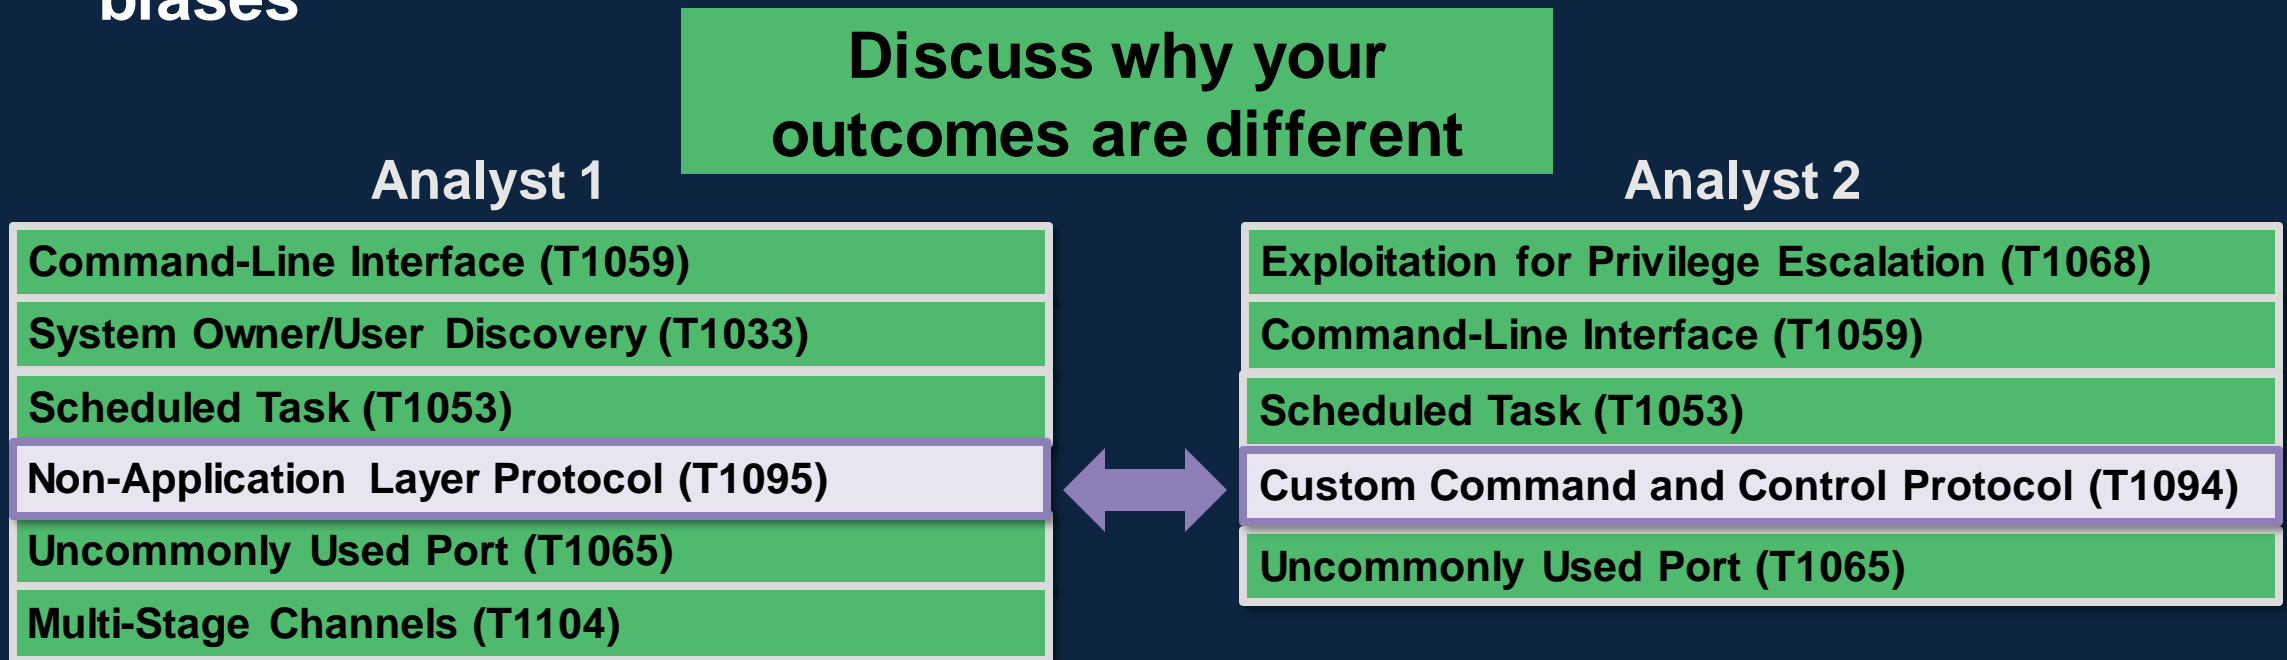 biases
Discuss why your
outcomes are different
Analyst 1
Command-Line Interface (T1059)
System Owner/User Discovery (T1033)
Scheduled Task (T1053)
Non-Application Layer Protocol (T1095)
Uncommonly Used Port (T1065)
Multi-Stage Channels (T1104)
Analyst 2
Exploitation for Privilege Escalation (T1068)
Command-Line Interface (T1059)
Scheduled Task (T1053)
Custom Command and Control Protocol (T1094)
Uncommonly Used Port (T1065)